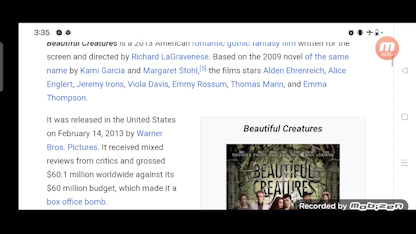 3:35
Beautiful Creatures is a 2013 American romantic gothic fantasy film written for the
screen and directed by Richard LaGravenese. Based on the 2009 novel of the same
name by Kami Garcia and Margaret Stohl,[5] the films stars Alden Ehrenreich, Alice
Englert, Jeremy Irons, Viola Davis, Emmy Rossum, Thomas Mann, and Emma
Thompson.
It was released in the United States
on February 14, 2013 by Warner
Bros. Pictures. It received mixed
reviews from critics and grossed
$60.1 million worldwide against its
$60 million budget, which made it a
box office bomb.
Beautiful Creatures
BEAUTIFUL
CREATURES
Recorded by Mobizen